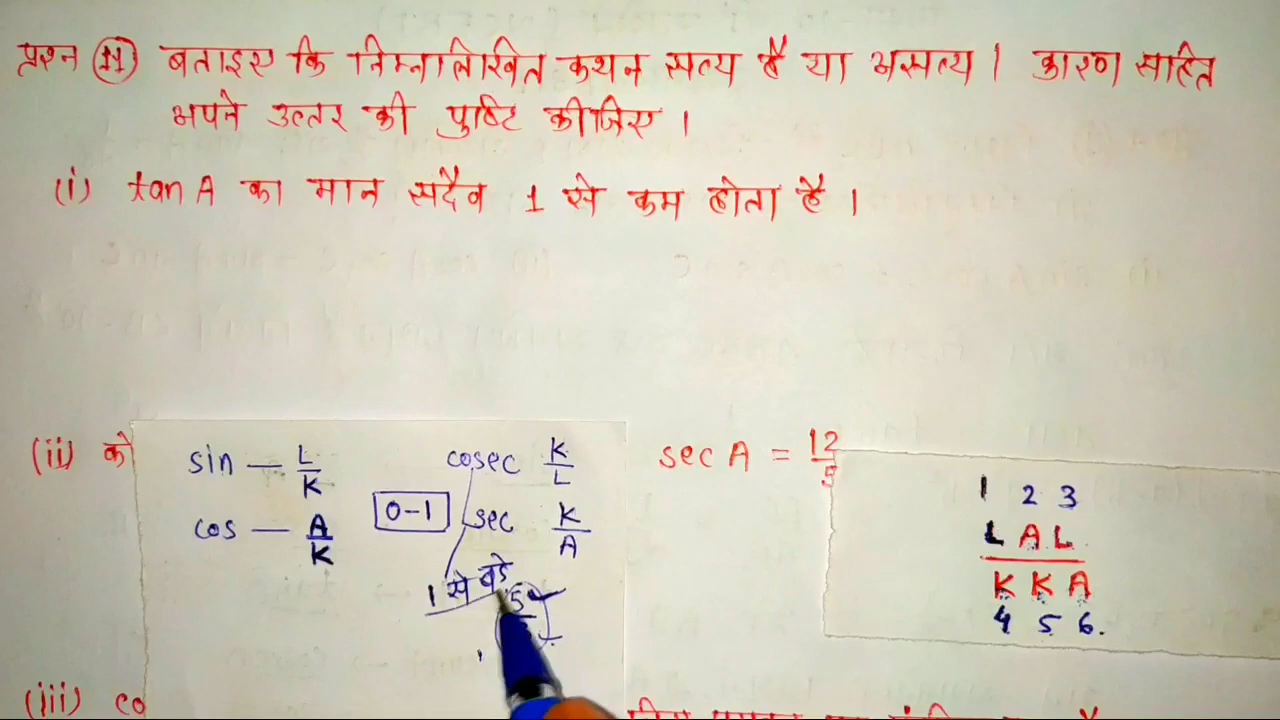 प्रश्न 11 बताइए कि निम्नलिखित कथन सत्य है या असत्य । कारण सहित
अपने उत्तर की पुष्टि कीजिए ।
(i) tan A का मान सदैव 1 से कम होता है ।
(ii) को
sin — L/K
cosec K/L
cos — A/K
0-1
sec K/A
1 से बड़े
5
sec A = 12/5
1 2 3
L A L
K K A
4 5 6.
(iii) co